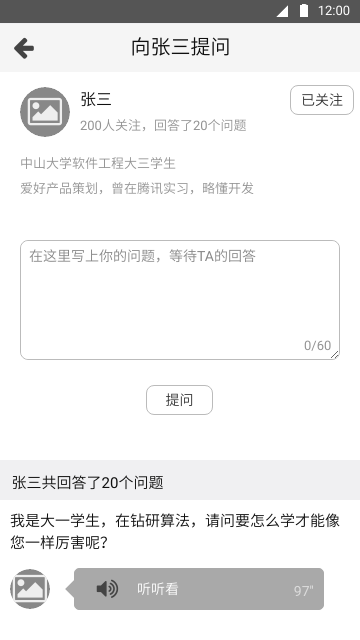 12:00
向张三提问
张三
已关注
200人关注，回答了20个问题
中山大学软件工程大三学生
爱好产品策划，曾在腾讯实习，略懂开发
在这里写上你的问题，等待TA的回答
0/60
提问
张三共回答了20个问题
我是大一学生，在钻研算法，请问要怎么学才能像
您一样厉害呢？
听听看
97"